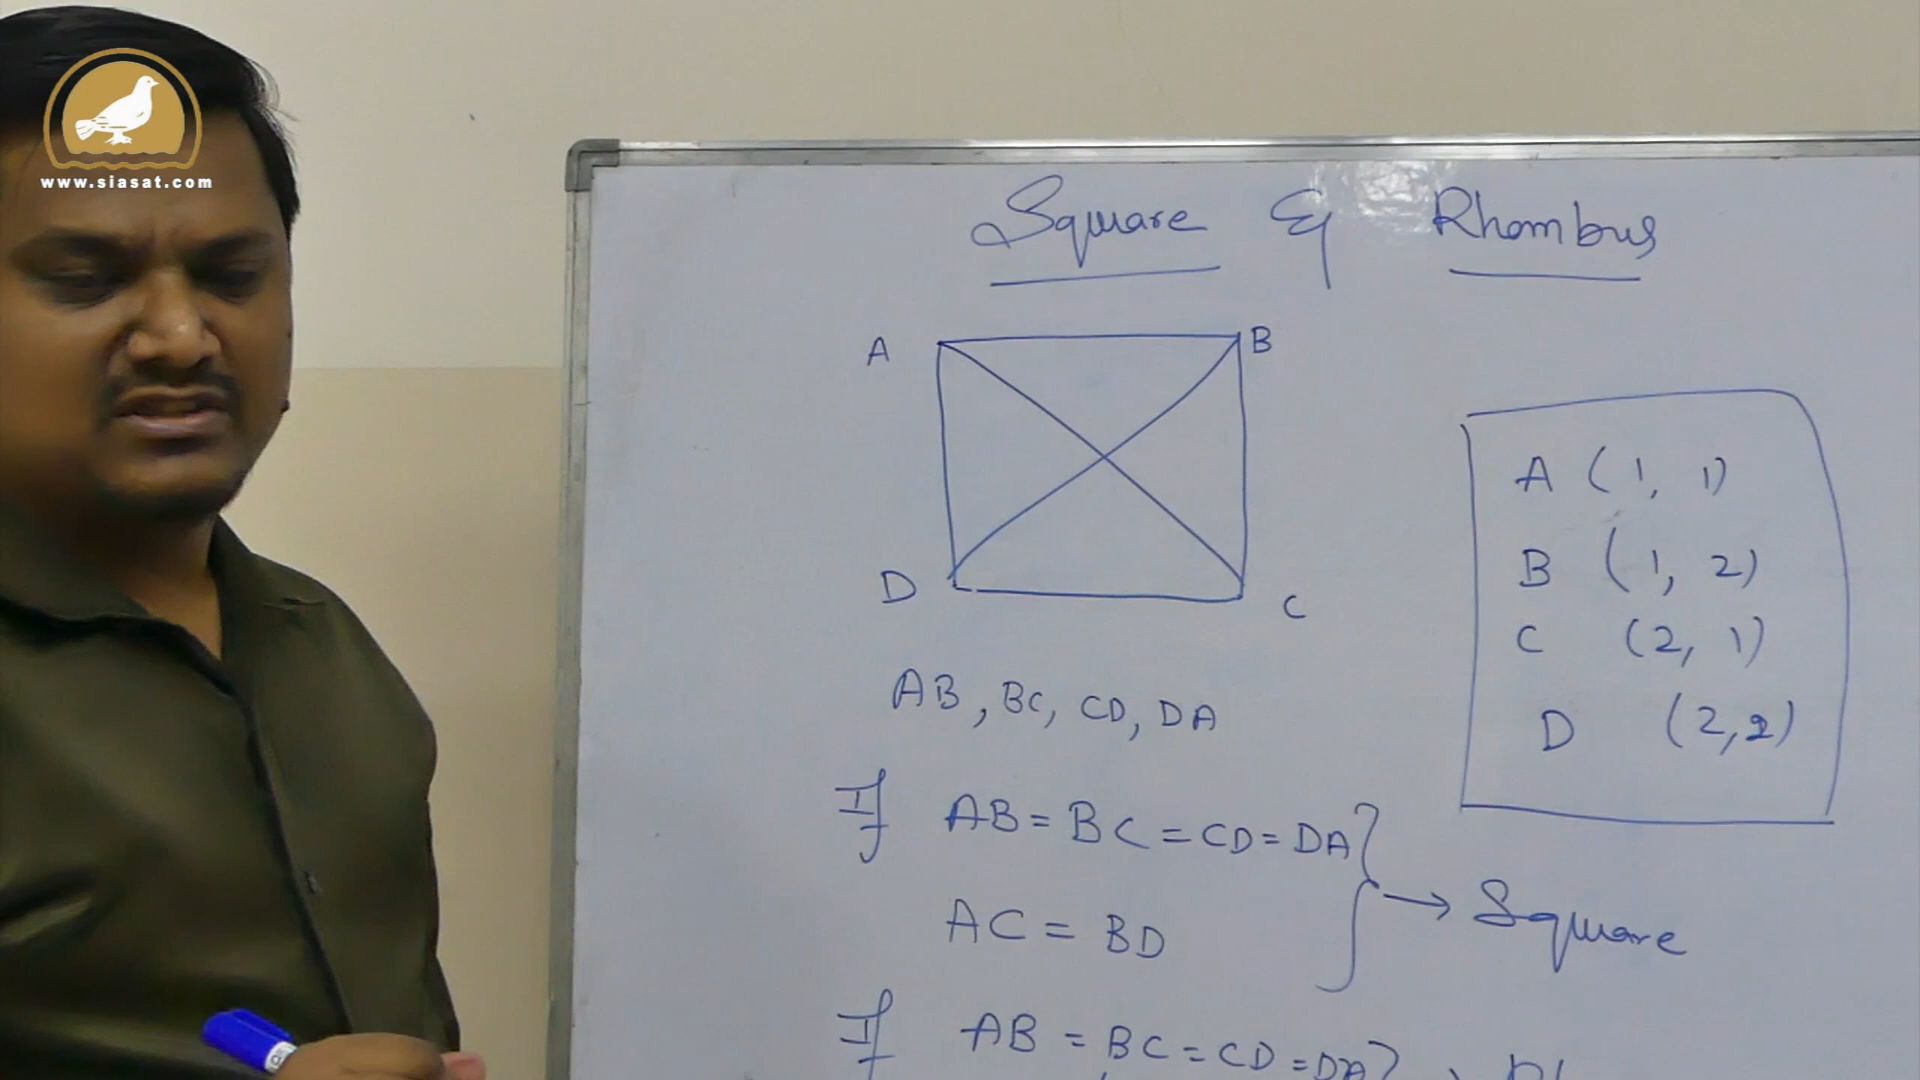 www.siasat.com
Square & Rhombus
A B
D C
A (1, 1)
B (1, 2)
C (2, 1)
D (2, 2)
AB, BC, CD, DA
If AB = BC = CD = DA
AC = BD
→ Square
If AB = BC = CD = DA